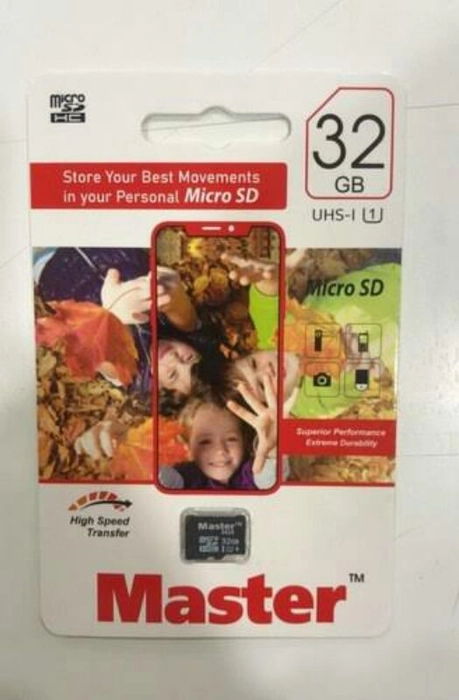 Micro
SD
HC
32
GB
UHS-I 1
Store Your Best Movements
in your Personal Micro SD
Micro SD
Superior Performance
Extreme Durability
High Speed
Transfer
Master™
32GB
Master™